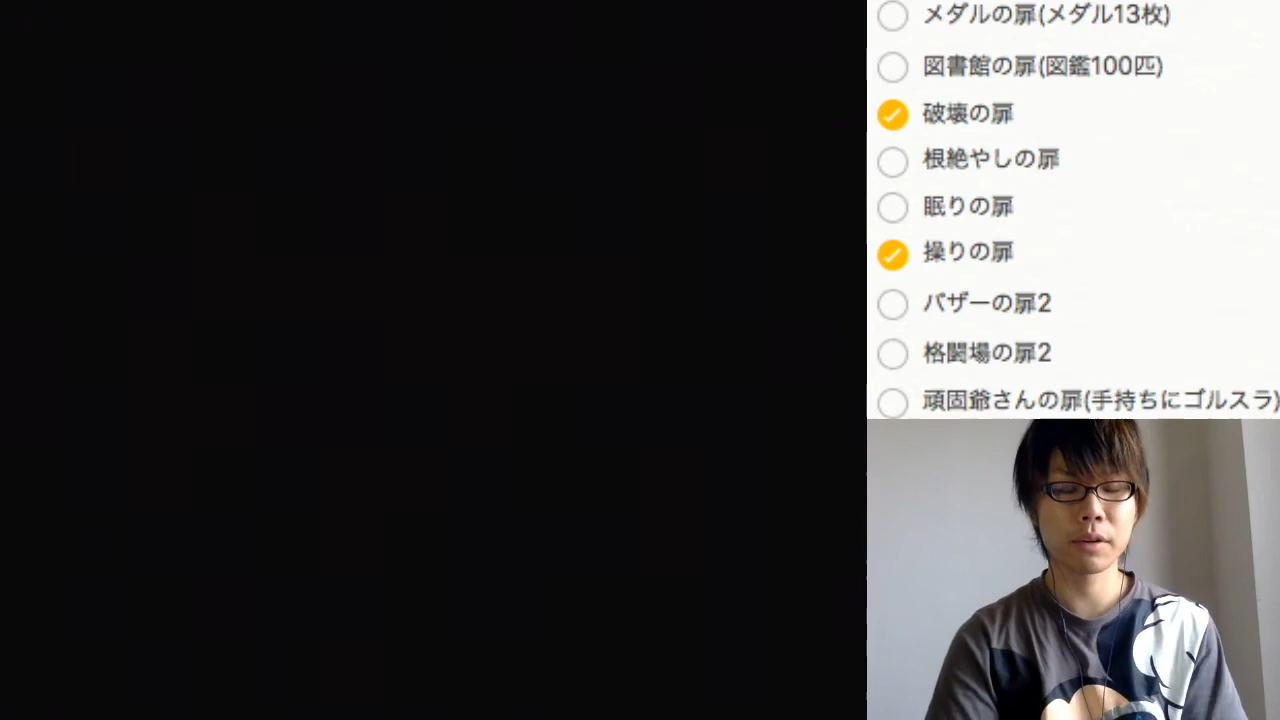 メダルの扉(メダル13枚)
図書館の扉(図鑑100匹)
破壊の扉
根絶やしの扉
眠りの扉
操りの扉
バザーの扉2
格闘場の扉2
頑固爺さんの扉(手持ちにゴルスラ)